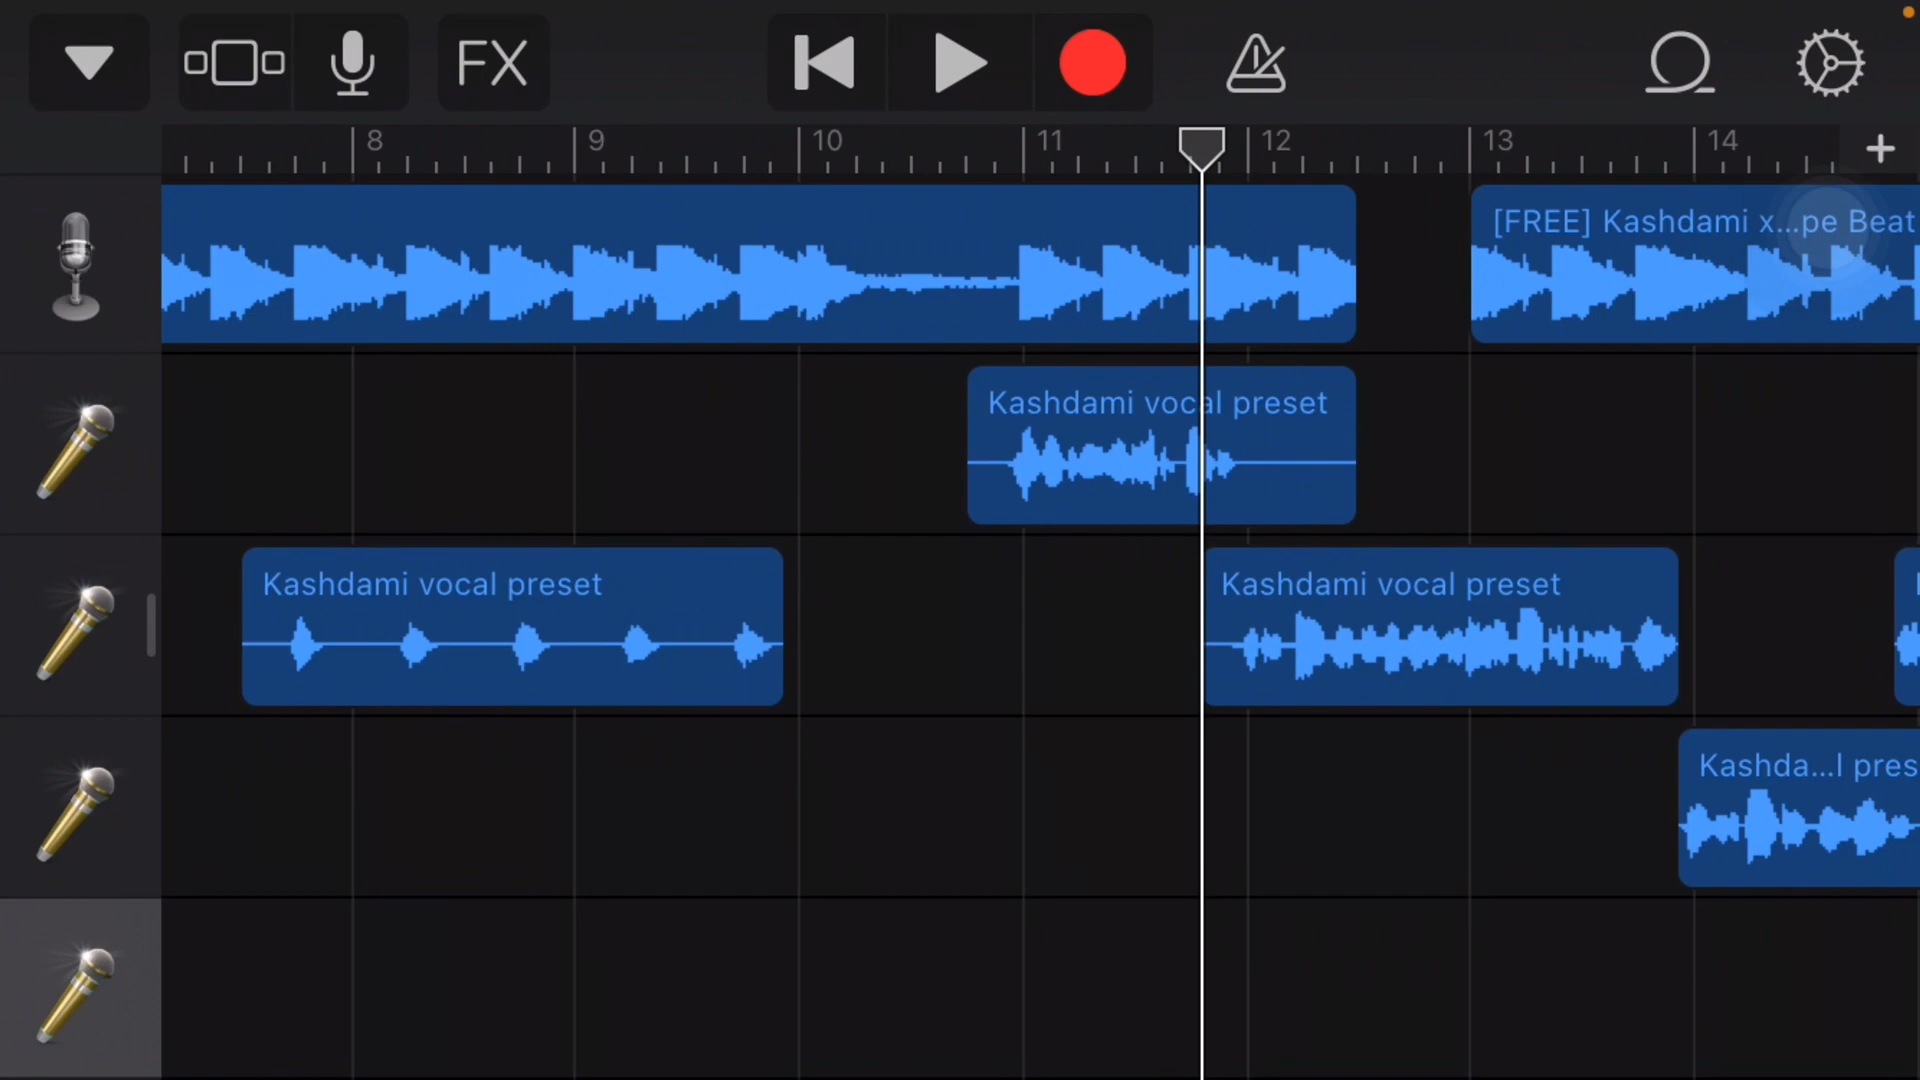 FX
8 9 10 11 12 13 14
[FREE] Kashdami x...pe Beat
Kashdami vocal preset
Kashdami vocal preset
Kashdami vocal preset
Kashda...l pres